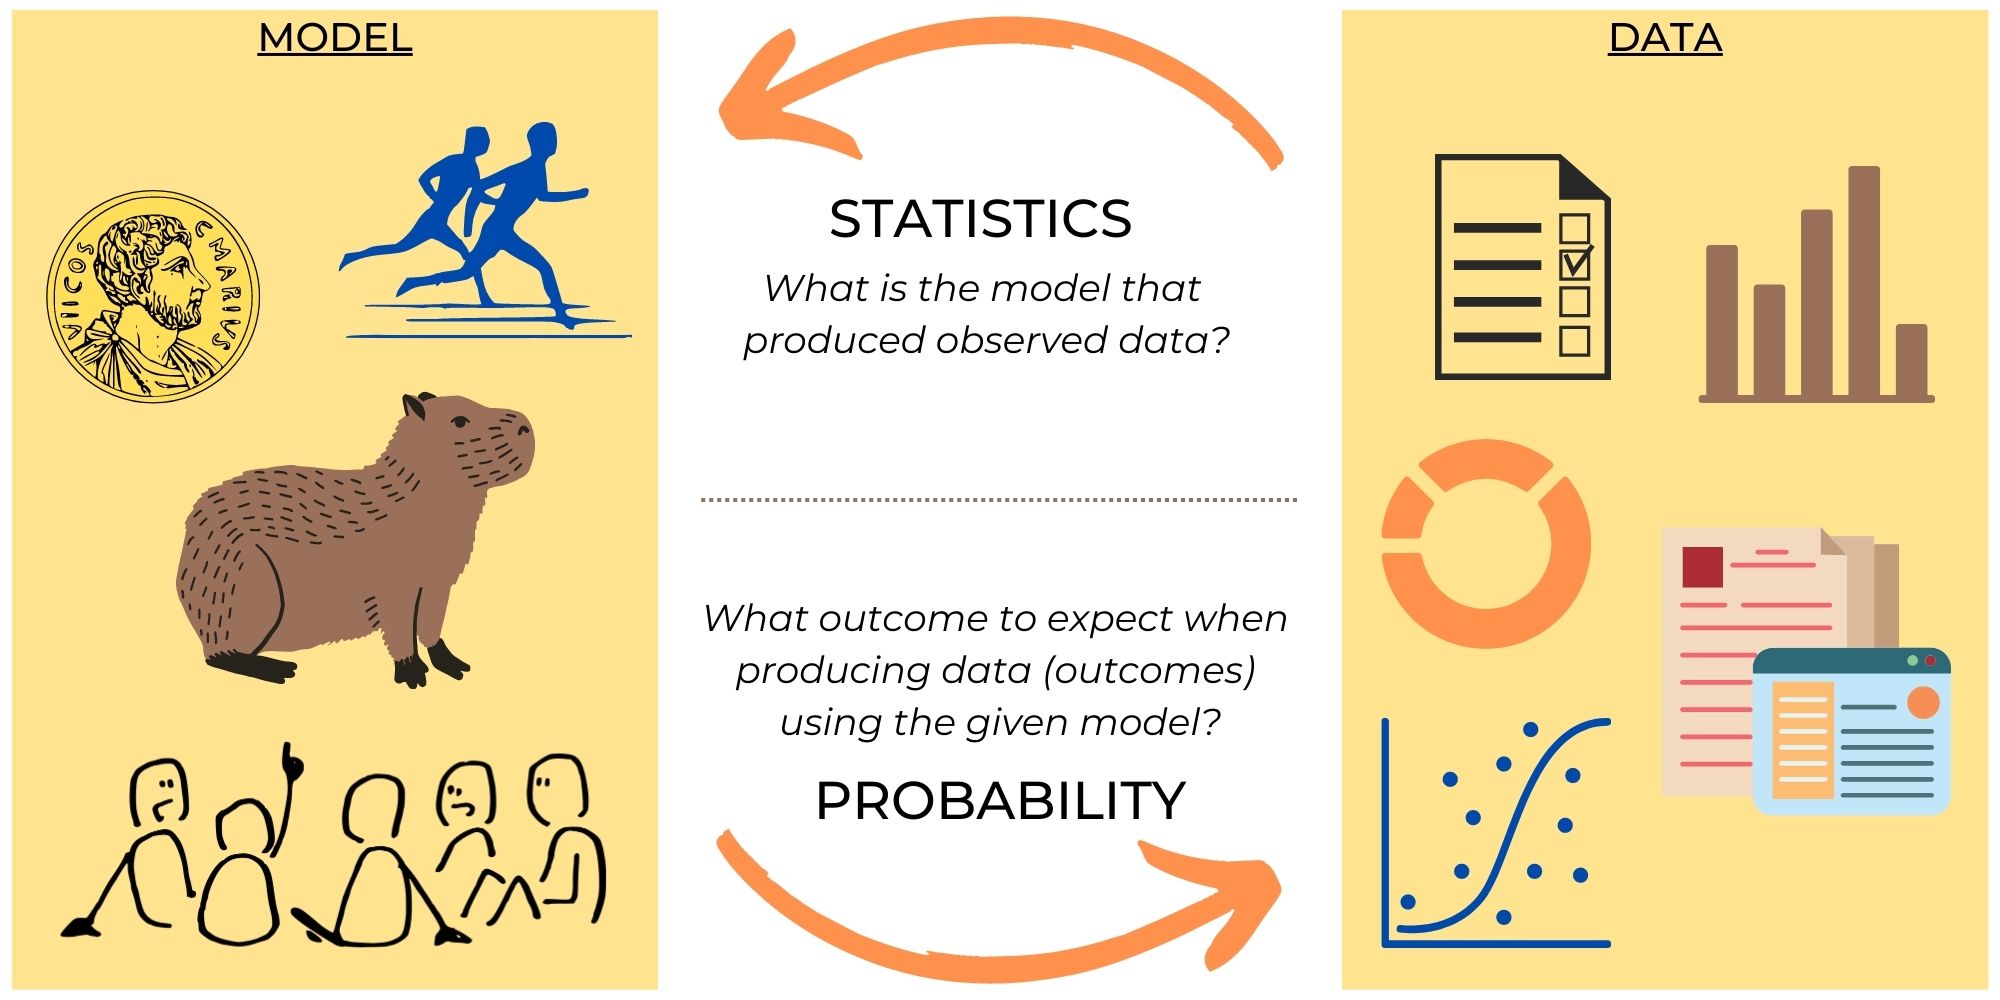 MODEL
VIICOS
C MARIVS
STATISTICS
What is the model that
produced observed data?
What outcome to expect when
producing data (outcomes)
using the given model?
PROBABILITY
DATA